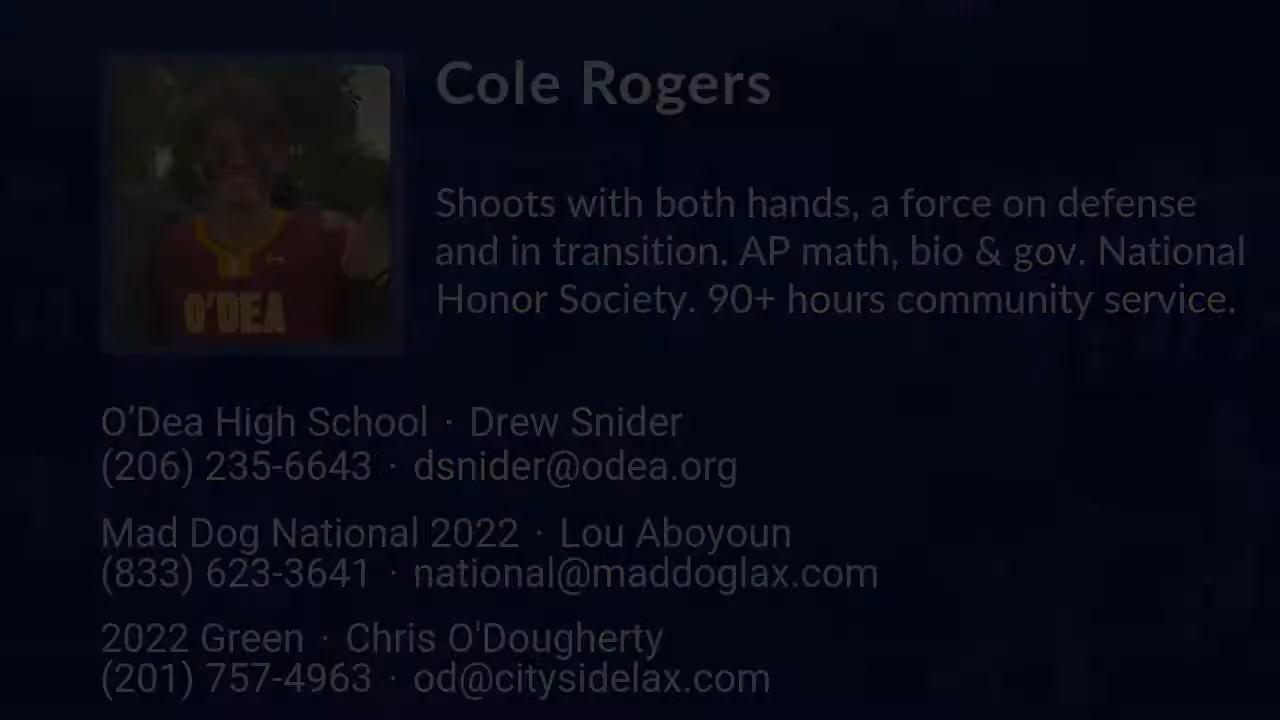 Cole Rogers
Shoots with both hands, a force on defense
and in transition. AP math, bio & gov. National
Honor Society. 90+ hours community service.
O'DEA
O'Dea High School · Drew Snider
(206) 235-6643 · dsnider@odea.org
Mad Dog National 2022 · Lou Aboyoun
(833) 623-3641 · national@maddoglax.com
2022 Green · Chris O'Dougherty
(201) 757-4963 · od@citysidelax.com